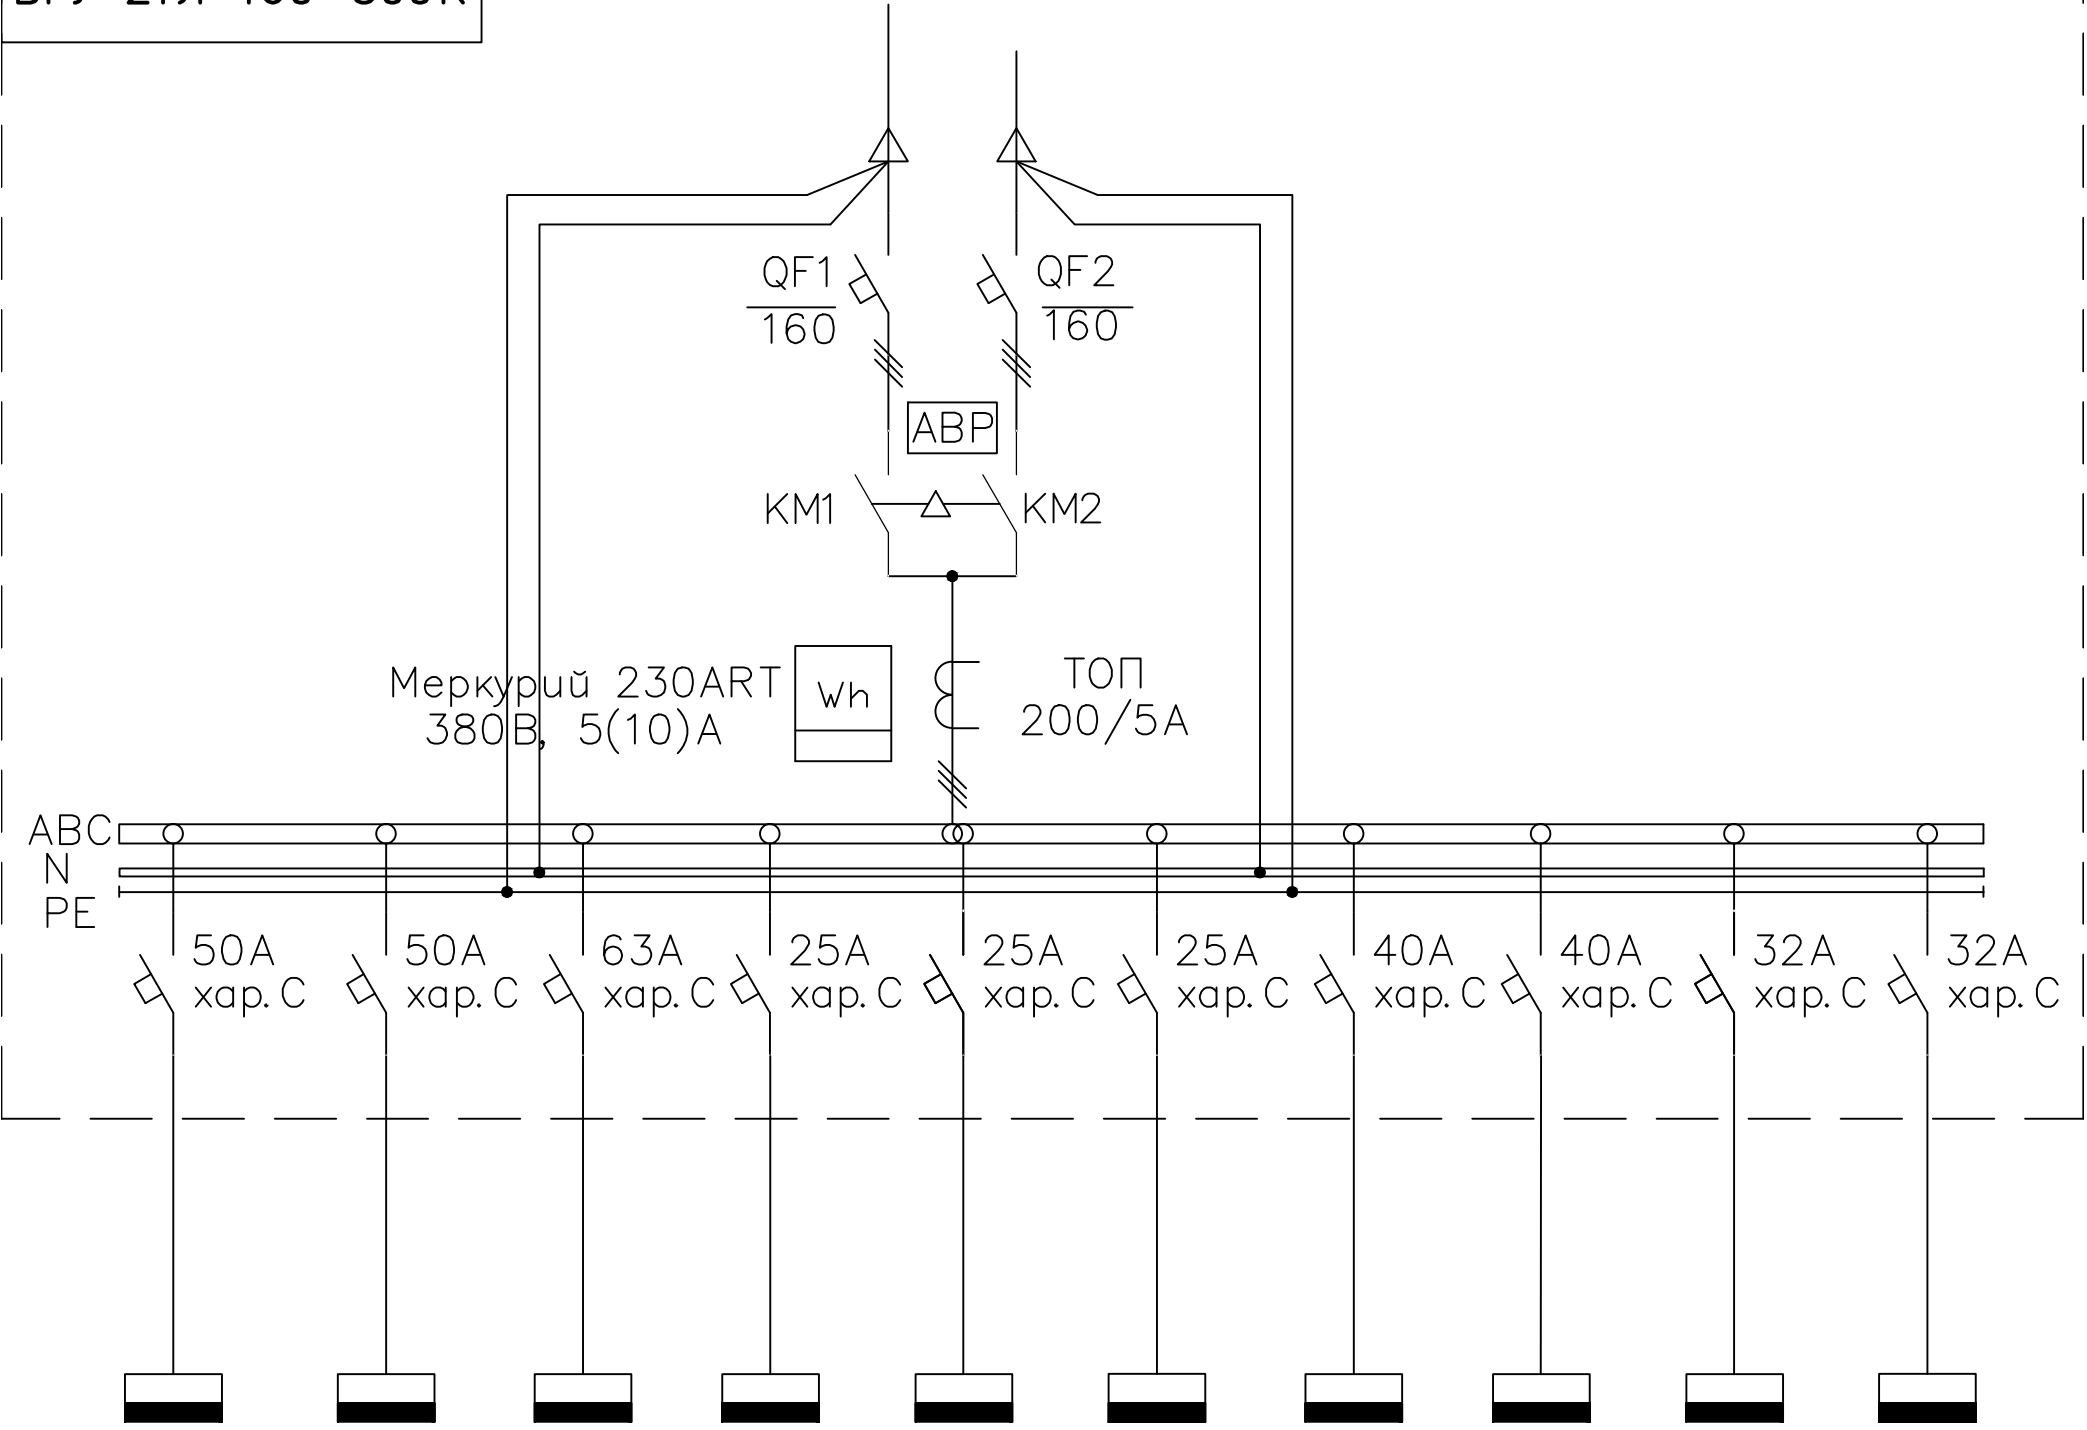 QF1
160
QF2
160
АВР
КМ1
КМ2
Меркурий 230ART
380В, 5(10)А
Wh
ТОП
200/5А
ABC
N
PE
50А
хар. С
50А
хар. С
63А
хар. С
25А
хар. С
25А
хар. С
25А
хар. С
40А
хар. С
40А
хар. С
32А
хар. С
32А
хар. С